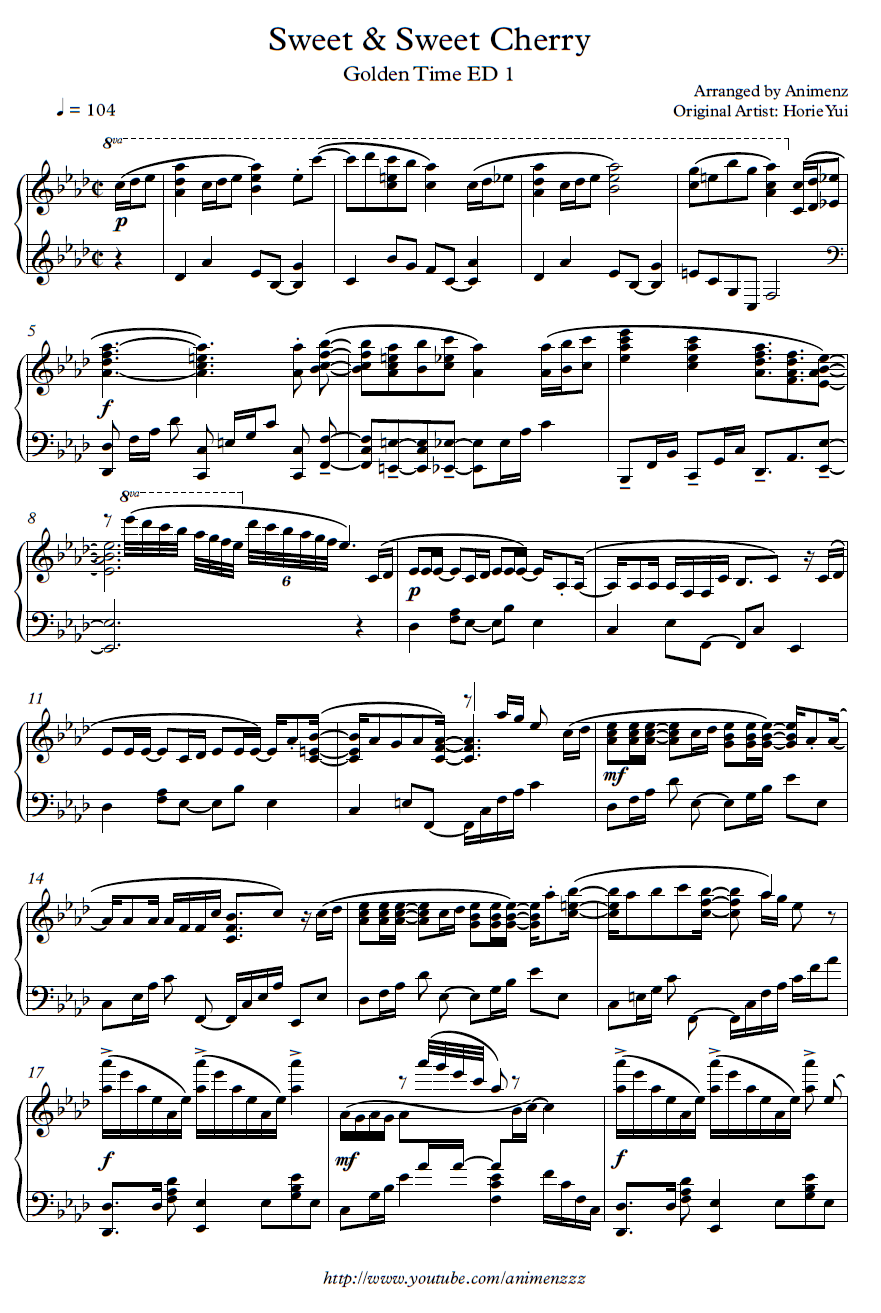 Sweet & Sweet Cherry
Golden Time ED 1
Arranged by Animenz
♩ = 104
Original Artist: Horie Yui
8va
p
5
f
8
8va
6
p
11
mf
14
17
f
mf
f
http://www.youtube.com/animenzzz